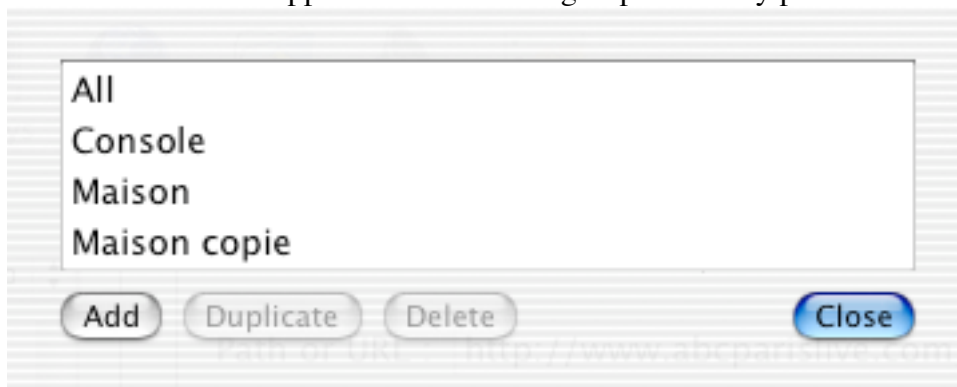 All
Console
Maison
Maison copie
Add Duplicate Delete Close
Path or URL : http://www.abcparislive.com